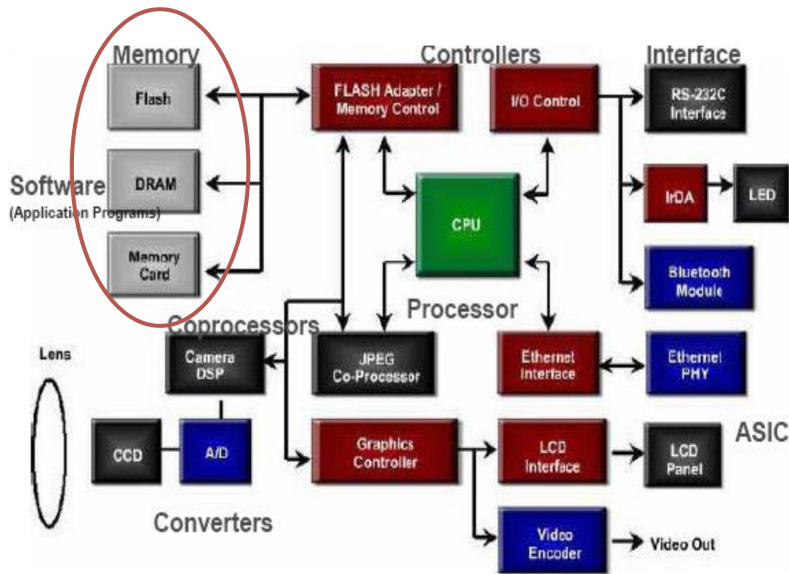 Memory
Controllers
Interface
Flash
FLASH Adapter /
Memory Control
I/O Control
RS-232C
Interface
Software
(Application Programs)
DRAM
CPU
IrDA
LED
Memory
Card
Bluetooth
Module
Coprocessors
Processor
Lens
Camera
DSP
JPEG
Co-Processor
Ethernet
Interface
Ethernet
PHY
ASIC
CCD
A/D
Graphics
Controller
LCD
Interface
LCD
Panel
Converters
Video
Encoder
Video Out